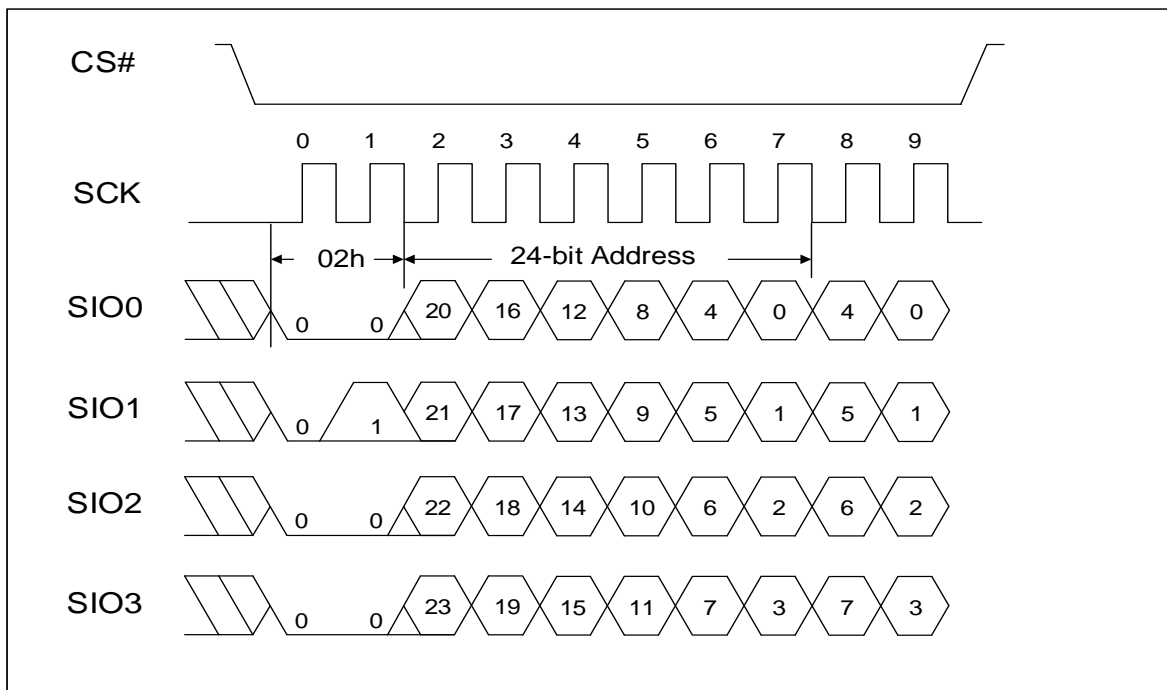 CS#
0 1 2 3 4 5 6 7 8 9
SCK
02h 24-bit Address
SIO0 0 0 20 16 12 8 4 0 4 0
SIO1 0 1 21 17 13 9 5 1 5 1
SIO2 0 0 22 18 14 10 6 2 6 2
SIO3 0 0 23 19 15 11 7 3 7 3